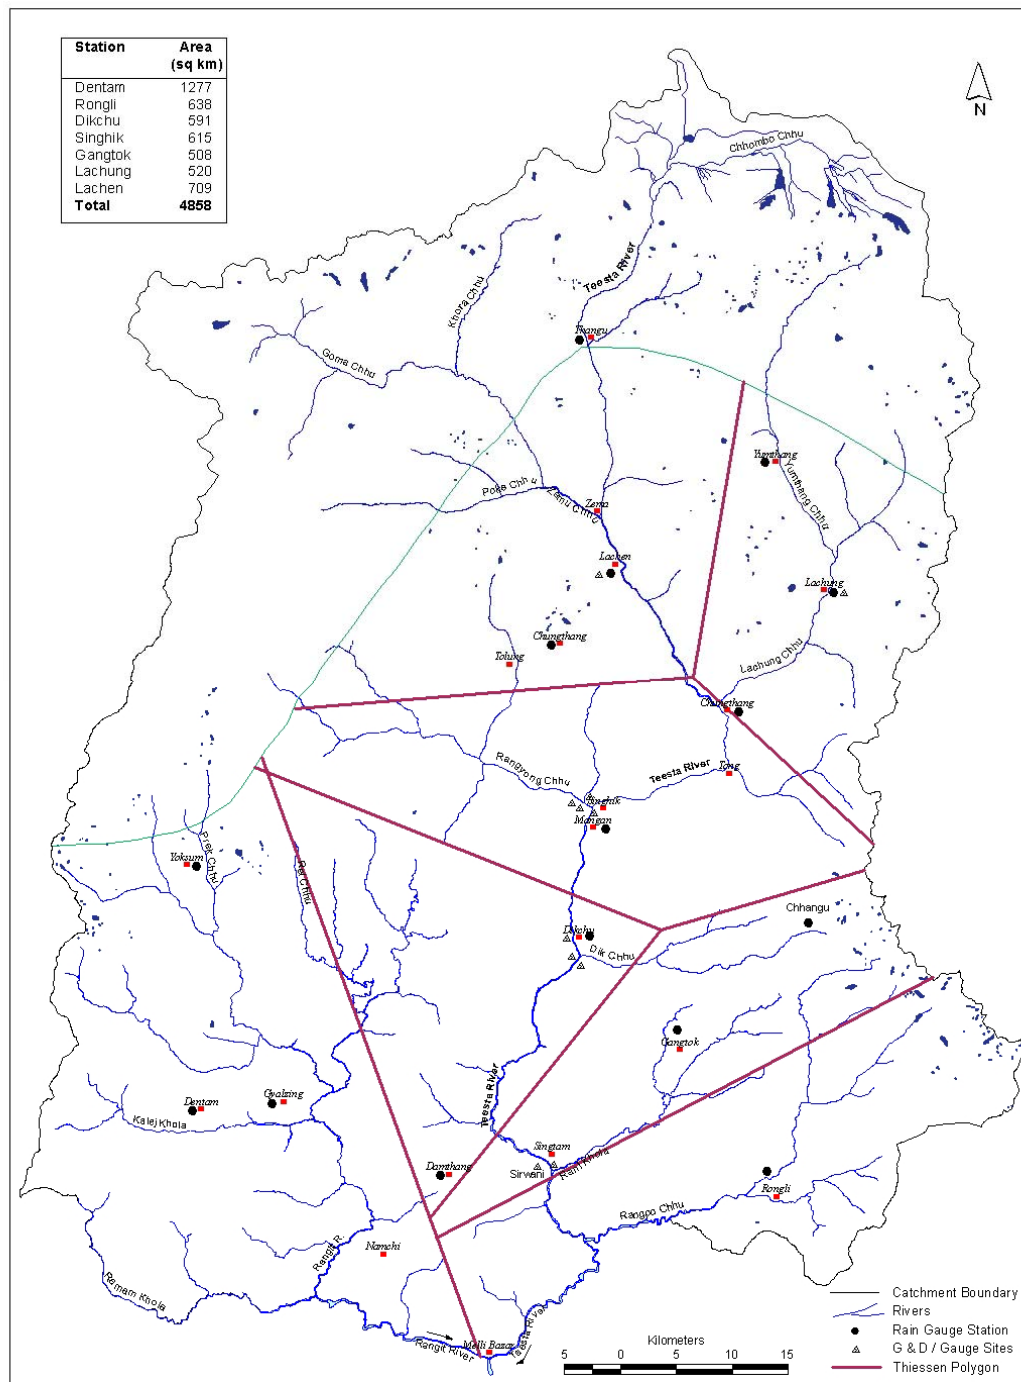 Station Area
(sq km)
Dentam 1277
Rongli 638
Dikchu 591
Singhik 615
Gangtok 508
Lachung 520
Lachen 709
Total 4858
N
Chhombo Chhu
Teesta River
Khora Chhu
Thangu
Goma Chhu
Yumthang
Yumthang Chhu
Poke Chhu
Zemu Chhu
Zema
Lachen
Lachung
Chungthang
Tolung
Lachung Chhu
Chungthang
Rangyong Chhu
Teesta River
Tong
Singhik
Mangan
Prek Chhu
Yoksum
Rel Chhu
Chhangu
Dikchu
Dik Chhu
Gangtok
Teesta River
Dentam
Gyalzing
Kalej Khola
Singtam
Sirwani
Rani Khola
Damthang
Rongli
Rangpo Chhu
Namchi
Rangit R.
Ramam Khola
Teesta River
Melli Bazar
Rangit River
Kilometers
5 0 5 10 15
Catchment Boundary
Rivers
Rain Gauge Station
G & D / Gauge Sites
Thiessen Polygon